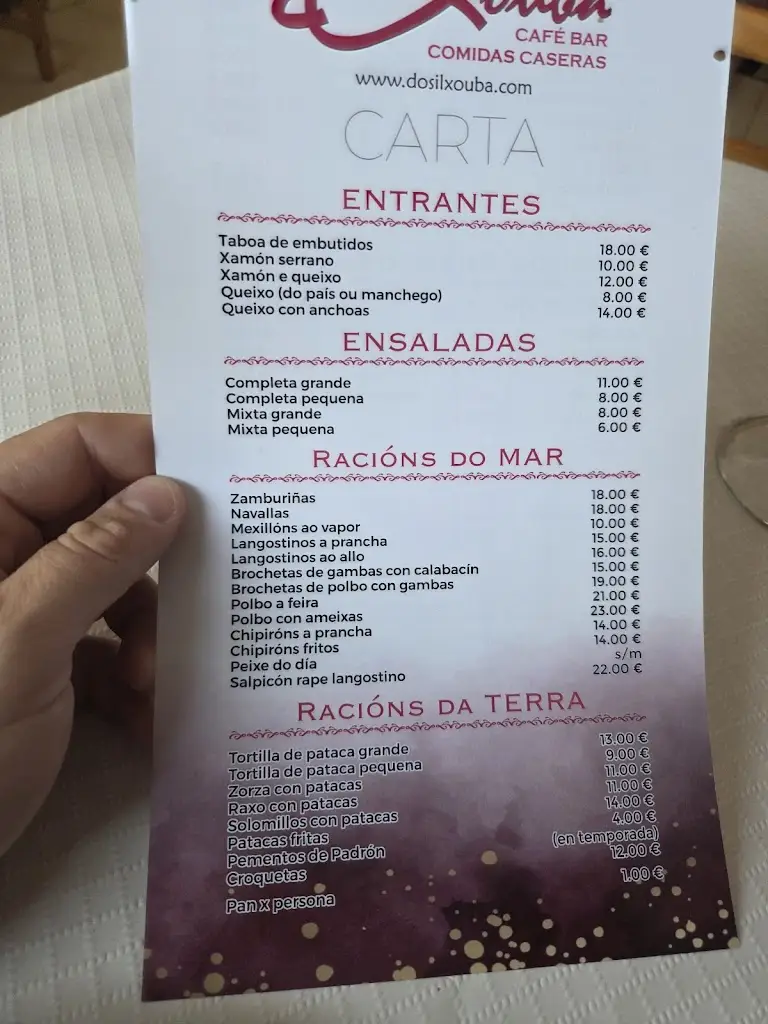 Xouba
CAFÉ BAR
COMIDAS CASERAS
www.dosilxouba.com
CARTA
ENTRANTES
Taboa de embutidos 18.00 €
Xamón serrano 10.00 €
Xamón e queixo 12.00 €
Queixo (do país ou manchego) 8.00 €
Queixo con anchoas 14.00 €
ENSALADAS
Completa grande 11.00 €
Completa pequena 8.00 €
Mixta grande 8.00 €
Mixta pequena 6.00 €
RACIÓNS DO MAR
Zamburiñas 18.00 €
Navallas 18.00 €
Mexillóns ao vapor 10.00 €
Langostinos a prancha 15.00 €
Langostinos ao allo 16.00 €
Brochetas de gambas con calabacín 15.00 €
Brochetas de polbo con gambas 19.00 €
Polbo a feira 21.00 €
Polbo con ameixas 23.00 €
Chipiróns a prancha 14.00 €
Chipiróns fritos 14.00 €
Peixe do día s/m
Salpicón rape langostino 22.00 €
RACIÓNS DA TERRA
Tortilla de pataca grande 13.00 €
Tortilla de pataca pequena 9.00 €
Zorza con patacas 11.00 €
Raxo con patacas 11.00 €
Solomillos con patacas 14.00 €
Patacas fritas 4.00 €
Pementos de Padrón (en temporada)
Croquetas 12.00 €
Pan x persona 1.00 €